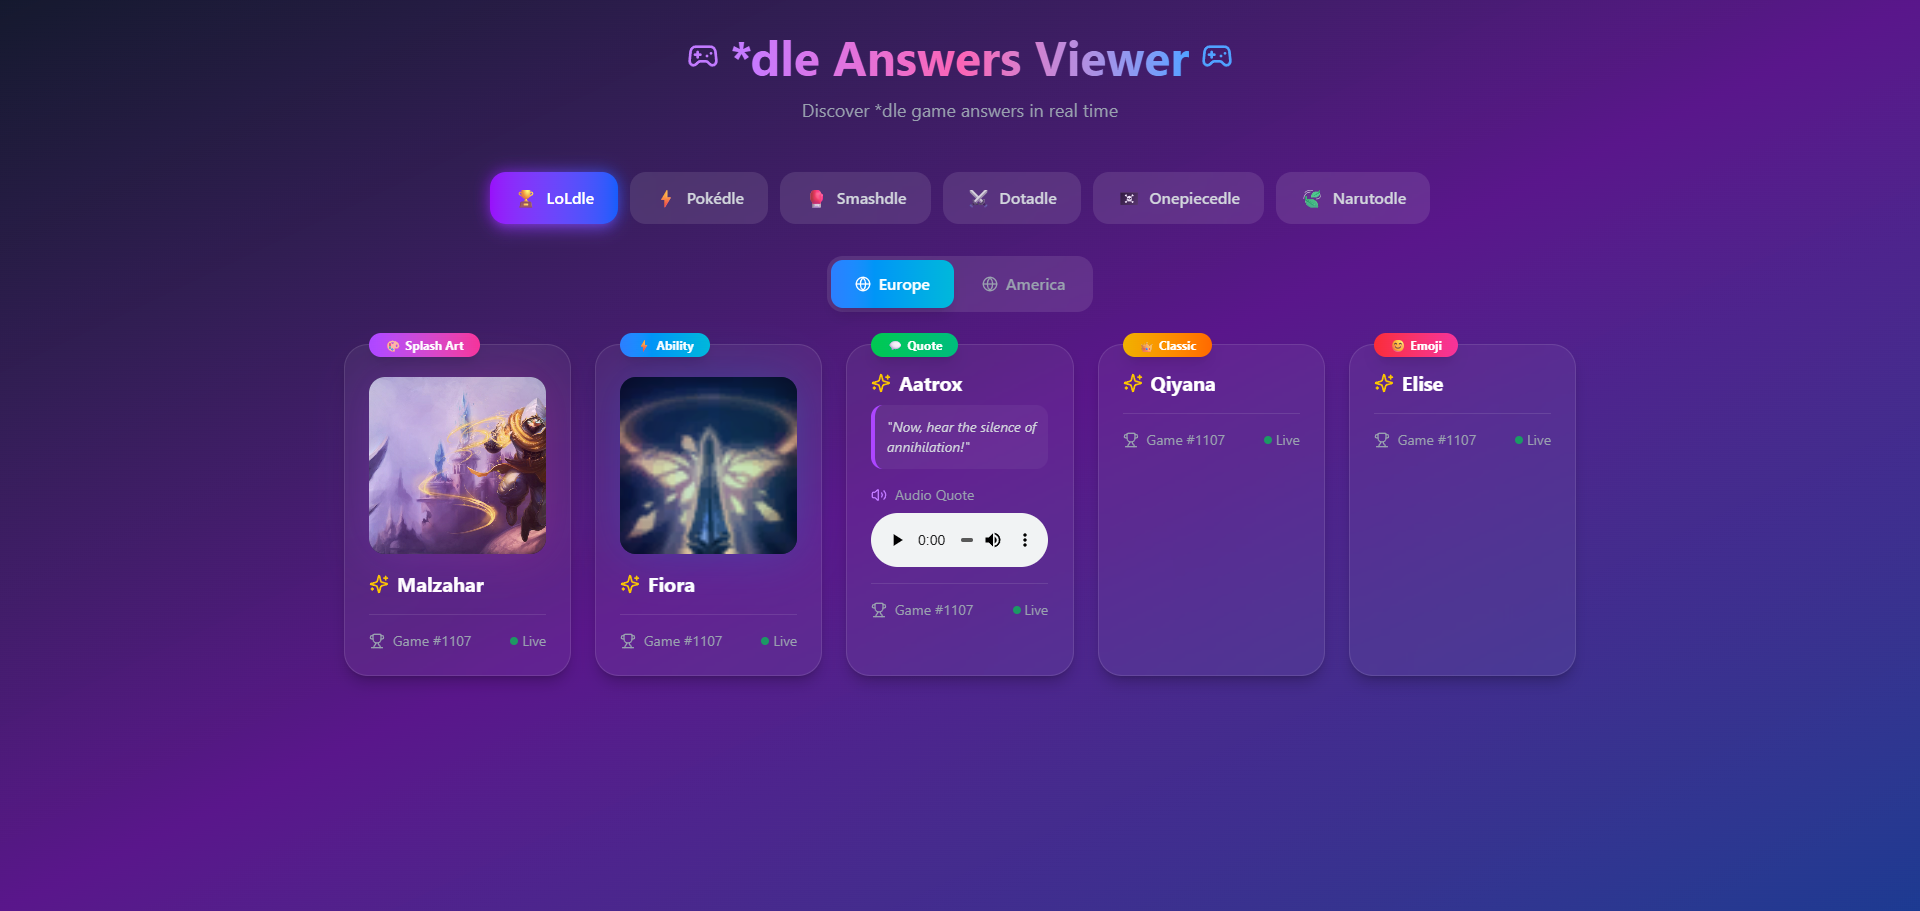 *dle Answers Viewer
Discover *dle game answers in real time
LoLdle
Pokédle
Smashdle
Dotadle
Onepiecedle
Narutodle
Europe
America
Splash Art
Malzahar
Game #1107
Live
Ability
Fiora
Game #1107
Live
Quote
Aatrox
"Now, hear the silence of
annihilation!"
Audio Quote
0:00
Game #1107
Live
Classic
Qiyana
Game #1107
Live
Emoji
Elise
Game #1107
Live